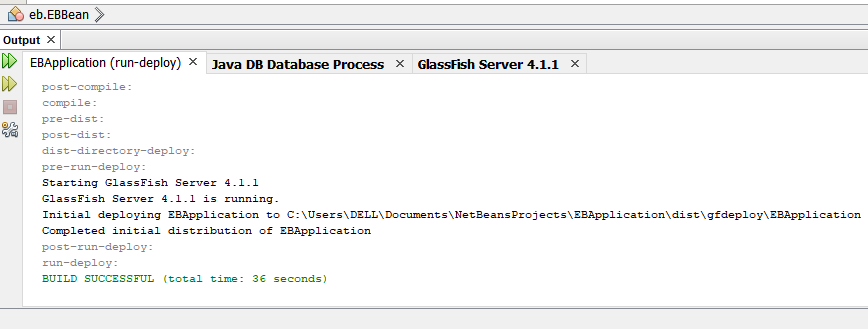 eb.EBBean
Output
EBApplication (run-deploy)
Java DB Database Process
GlassFish Server 4.1.1
post-compile:
compile:
pre-dist:
post-dist:
dist-directory-deploy:
pre-run-deploy:
Starting GlassFish Server 4.1.1
GlassFish Server 4.1.1 is running.
Initial deploying EBApplication to C:\Users\DELL\Documents\NetBeansProjects\EBApplication\dist\gfdeploy\EBApplication
Completed initial distribution of EBApplication
post-run-deploy:
run-deploy:
BUILD SUCCESSFUL (total time: 36 seconds)